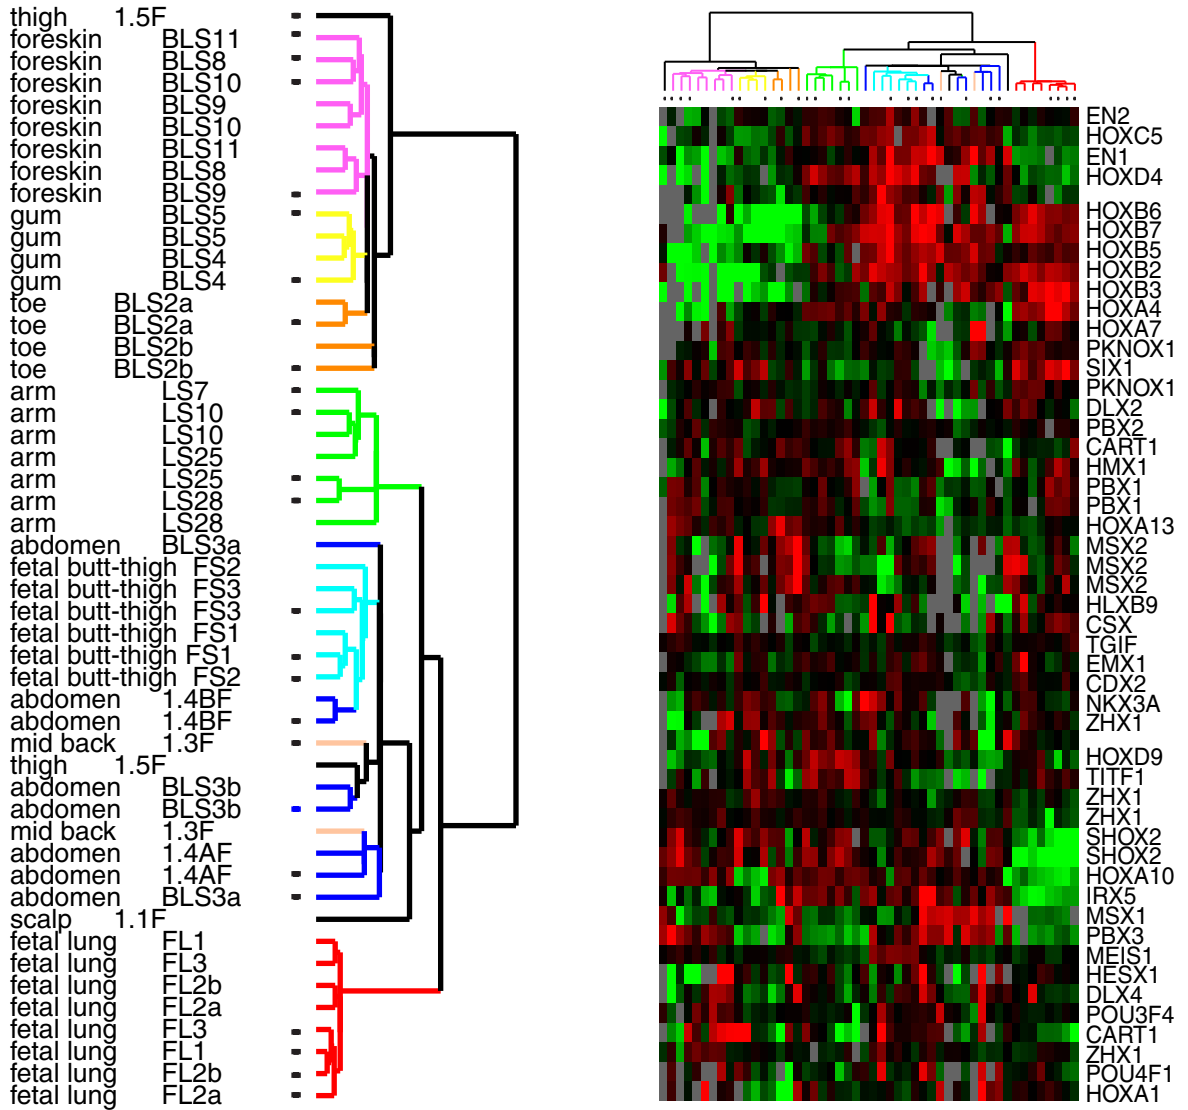 thigh 1.5F
foreskin BLS11
foreskin BLS8
foreskin BLS10
foreskin BLS9
foreskin BLS10
foreskin BLS11
foreskin BLS8
foreskin BLS9
gum BLS5
gum BLS5
gum BLS4
gum BLS4
toe BLS2a
toe BLS2a
toe BLS2b
toe BLS2b
arm LS7
arm LS10
arm LS10
arm LS25
arm LS25
arm LS28
arm LS28
abdomen BLS3a
fetal butt-thigh FS2
fetal butt-thigh FS3
fetal butt-thigh FS3
fetal butt-thigh FS1
fetal butt-thigh FS1
fetal butt-thigh FS2
abdomen 1.4BF
abdomen 1.4BF
mid back 1.3F
thigh 1.5F
abdomen BLS3b
abdomen BLS3b
mid back 1.3F
abdomen 1.4AF
abdomen 1.4AF
abdomen BLS3a
scalp 1.1F
fetal lung FL1
fetal lung FL3
fetal lung FL2b
fetal lung FL2a
fetal lung FL3
fetal lung FL1
fetal lung FL2b
fetal lung FL2a
EN2
HOXC5
EN1
HOXD4
HOXB6
HOXB7
HOXB5
HOXB2
HOXB3
HOXA4
HOXA7
PKNOX1
SIX1
PKNOX1
DLX2
PBX2
CART1
HMX1
PBX1
PBX1
HOXA13
MSX2
MSX2
MSX2
HLXB9
CSX
TGIF
EMX1
CDX2
NKX3A
ZHX1
HOXD9
TITF1
ZHX1
ZHX1
SHOX2
SHOX2
HOXA10
IRX5
MSX1
PBX3
MEIS1
HESX1
DLX4
POU3F4
CART1
ZHX1
POU4F1
HOXA1